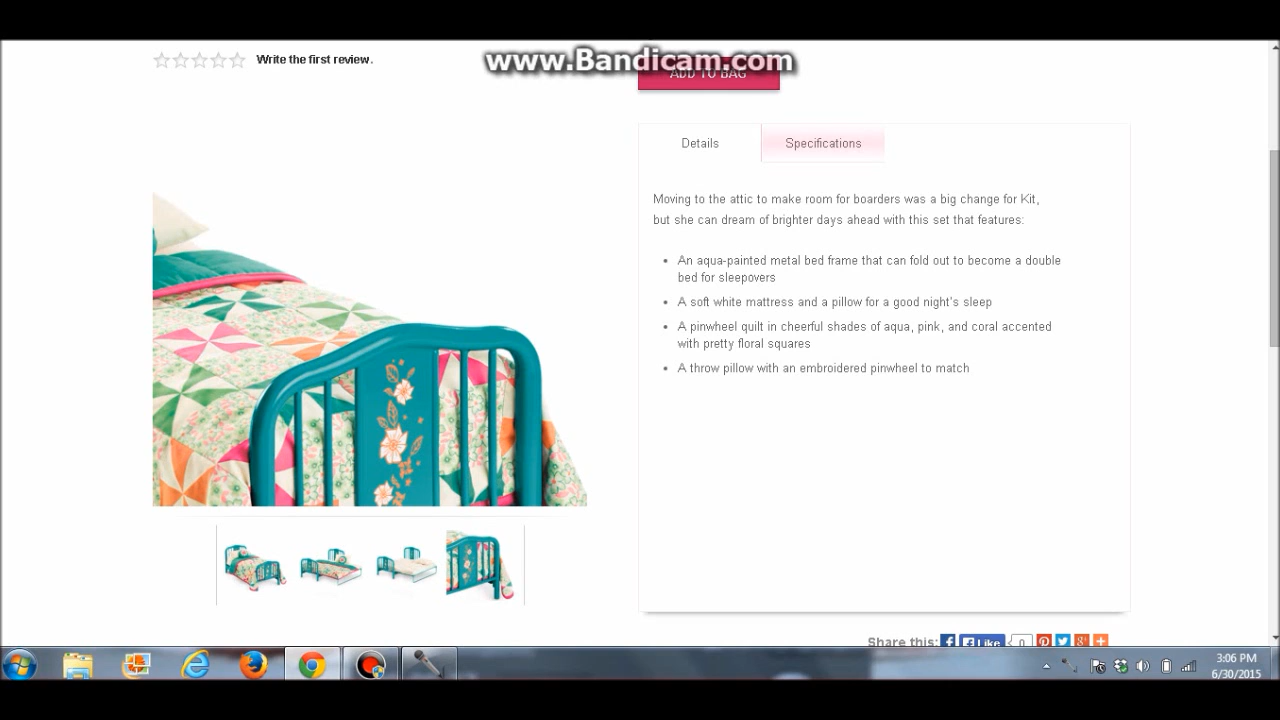 www.Bandicam.com
Write the first review.
ADD TO BAG
Details
Specifications
Moving to the attic to make room for boarders was a big change for Kit,
but she can dream of brighter days ahead with this set that features:
An aqua-painted metal bed frame that can fold out to become a double
bed for sleepovers
A soft white mattress and a pillow for a good night's sleep
A pinwheel quilt in cheerful shades of aqua, pink, and coral accented
with pretty floral squares
A throw pillow with an embroidered pinwheel to match
Share this:
Like
0
3:06 PM
6/30/2015